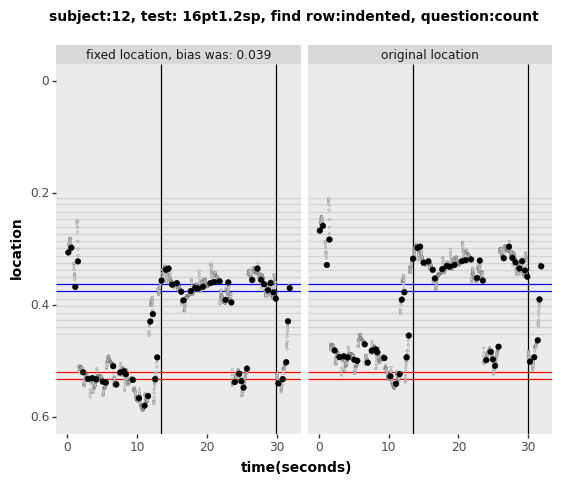 subject:12, test: 16pt1.2sp, find row:indented, question:count
fixed location, bias was: 0.039
original location
location
0
0.2
0.4
0.6
0
10
20
30
0
10
20
30
time(seconds)